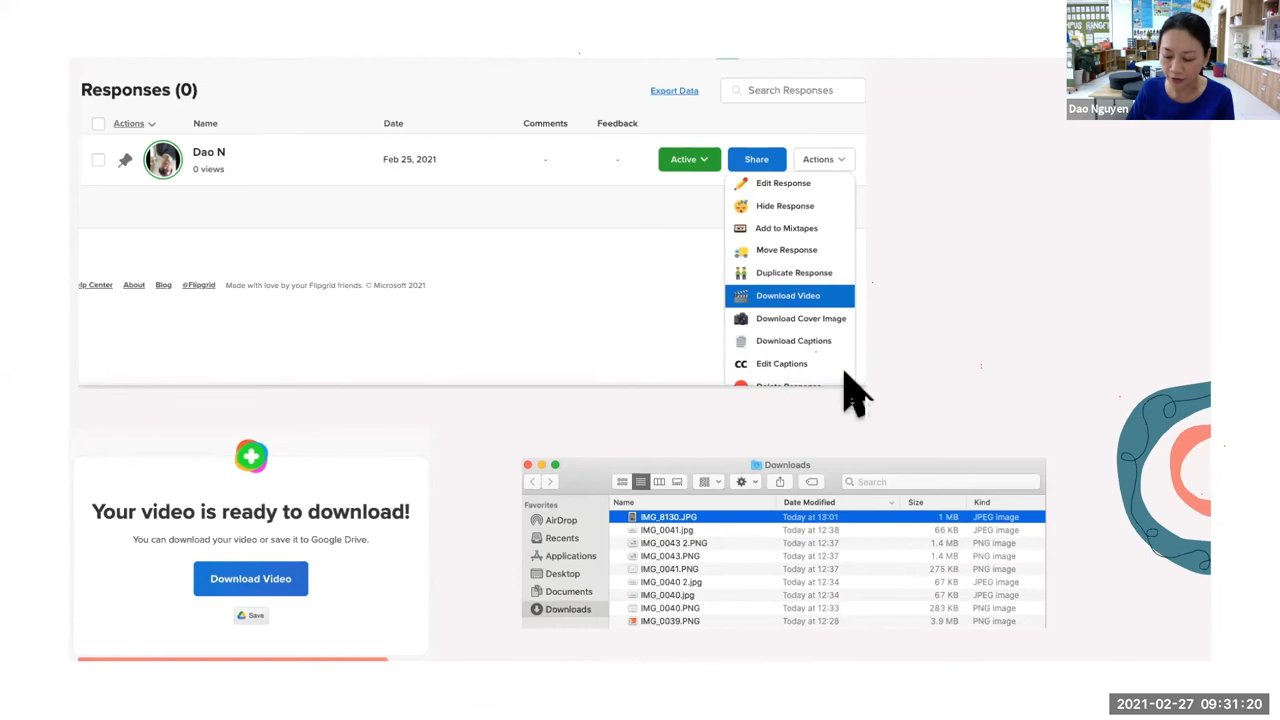 Responses (0)
Export Data
Search Responses
Actions
Name
Date
Comments
Feedback
Dao N
0 views
Feb 25, 2021
-
-
Active
Share
Actions
Edit Response
Hide Response
Add to Mixtapes
Move Response
Duplicate Response
Download Video
Download Cover Image
Download Captions
CC Edit Captions
lp Center About Blog @Flipgrid Made with love by your Flipgrid friends. © Microsoft 2021
Your video is ready to download!
You can download your video or save it to Google Drive.
Download Video
Save
Downloads
Search
Favorites
AirDrop
Recents
Applications
Desktop
Documents
Downloads
Name Date Modified Size Kind
IMG_8130.JPG Today at 13:01 1 MB JPEG image
IMG_0041.jpg Today at 12:38 66 KB PNG image
IMG_0043 2.PNG Today at 12:37 1.4 MB PNG image
IMG_0043.PNG Today at 12:37 1.4 MB PNG image
IMG_0041.PNG Today at 12:37 275 KB PNG image
IMG_0040 2.jpg Today at 12:34 67 KB PNG image
IMG_0040.jpg Today at 12:34 67 KB PNG image
IMG_0040.PNG Today at 12:33 283 KB PNG image
IMG_0039.PNG Today at 12:28 3.9 MB PNG image
Dao Nguyen
2021-02-27 09:31:20